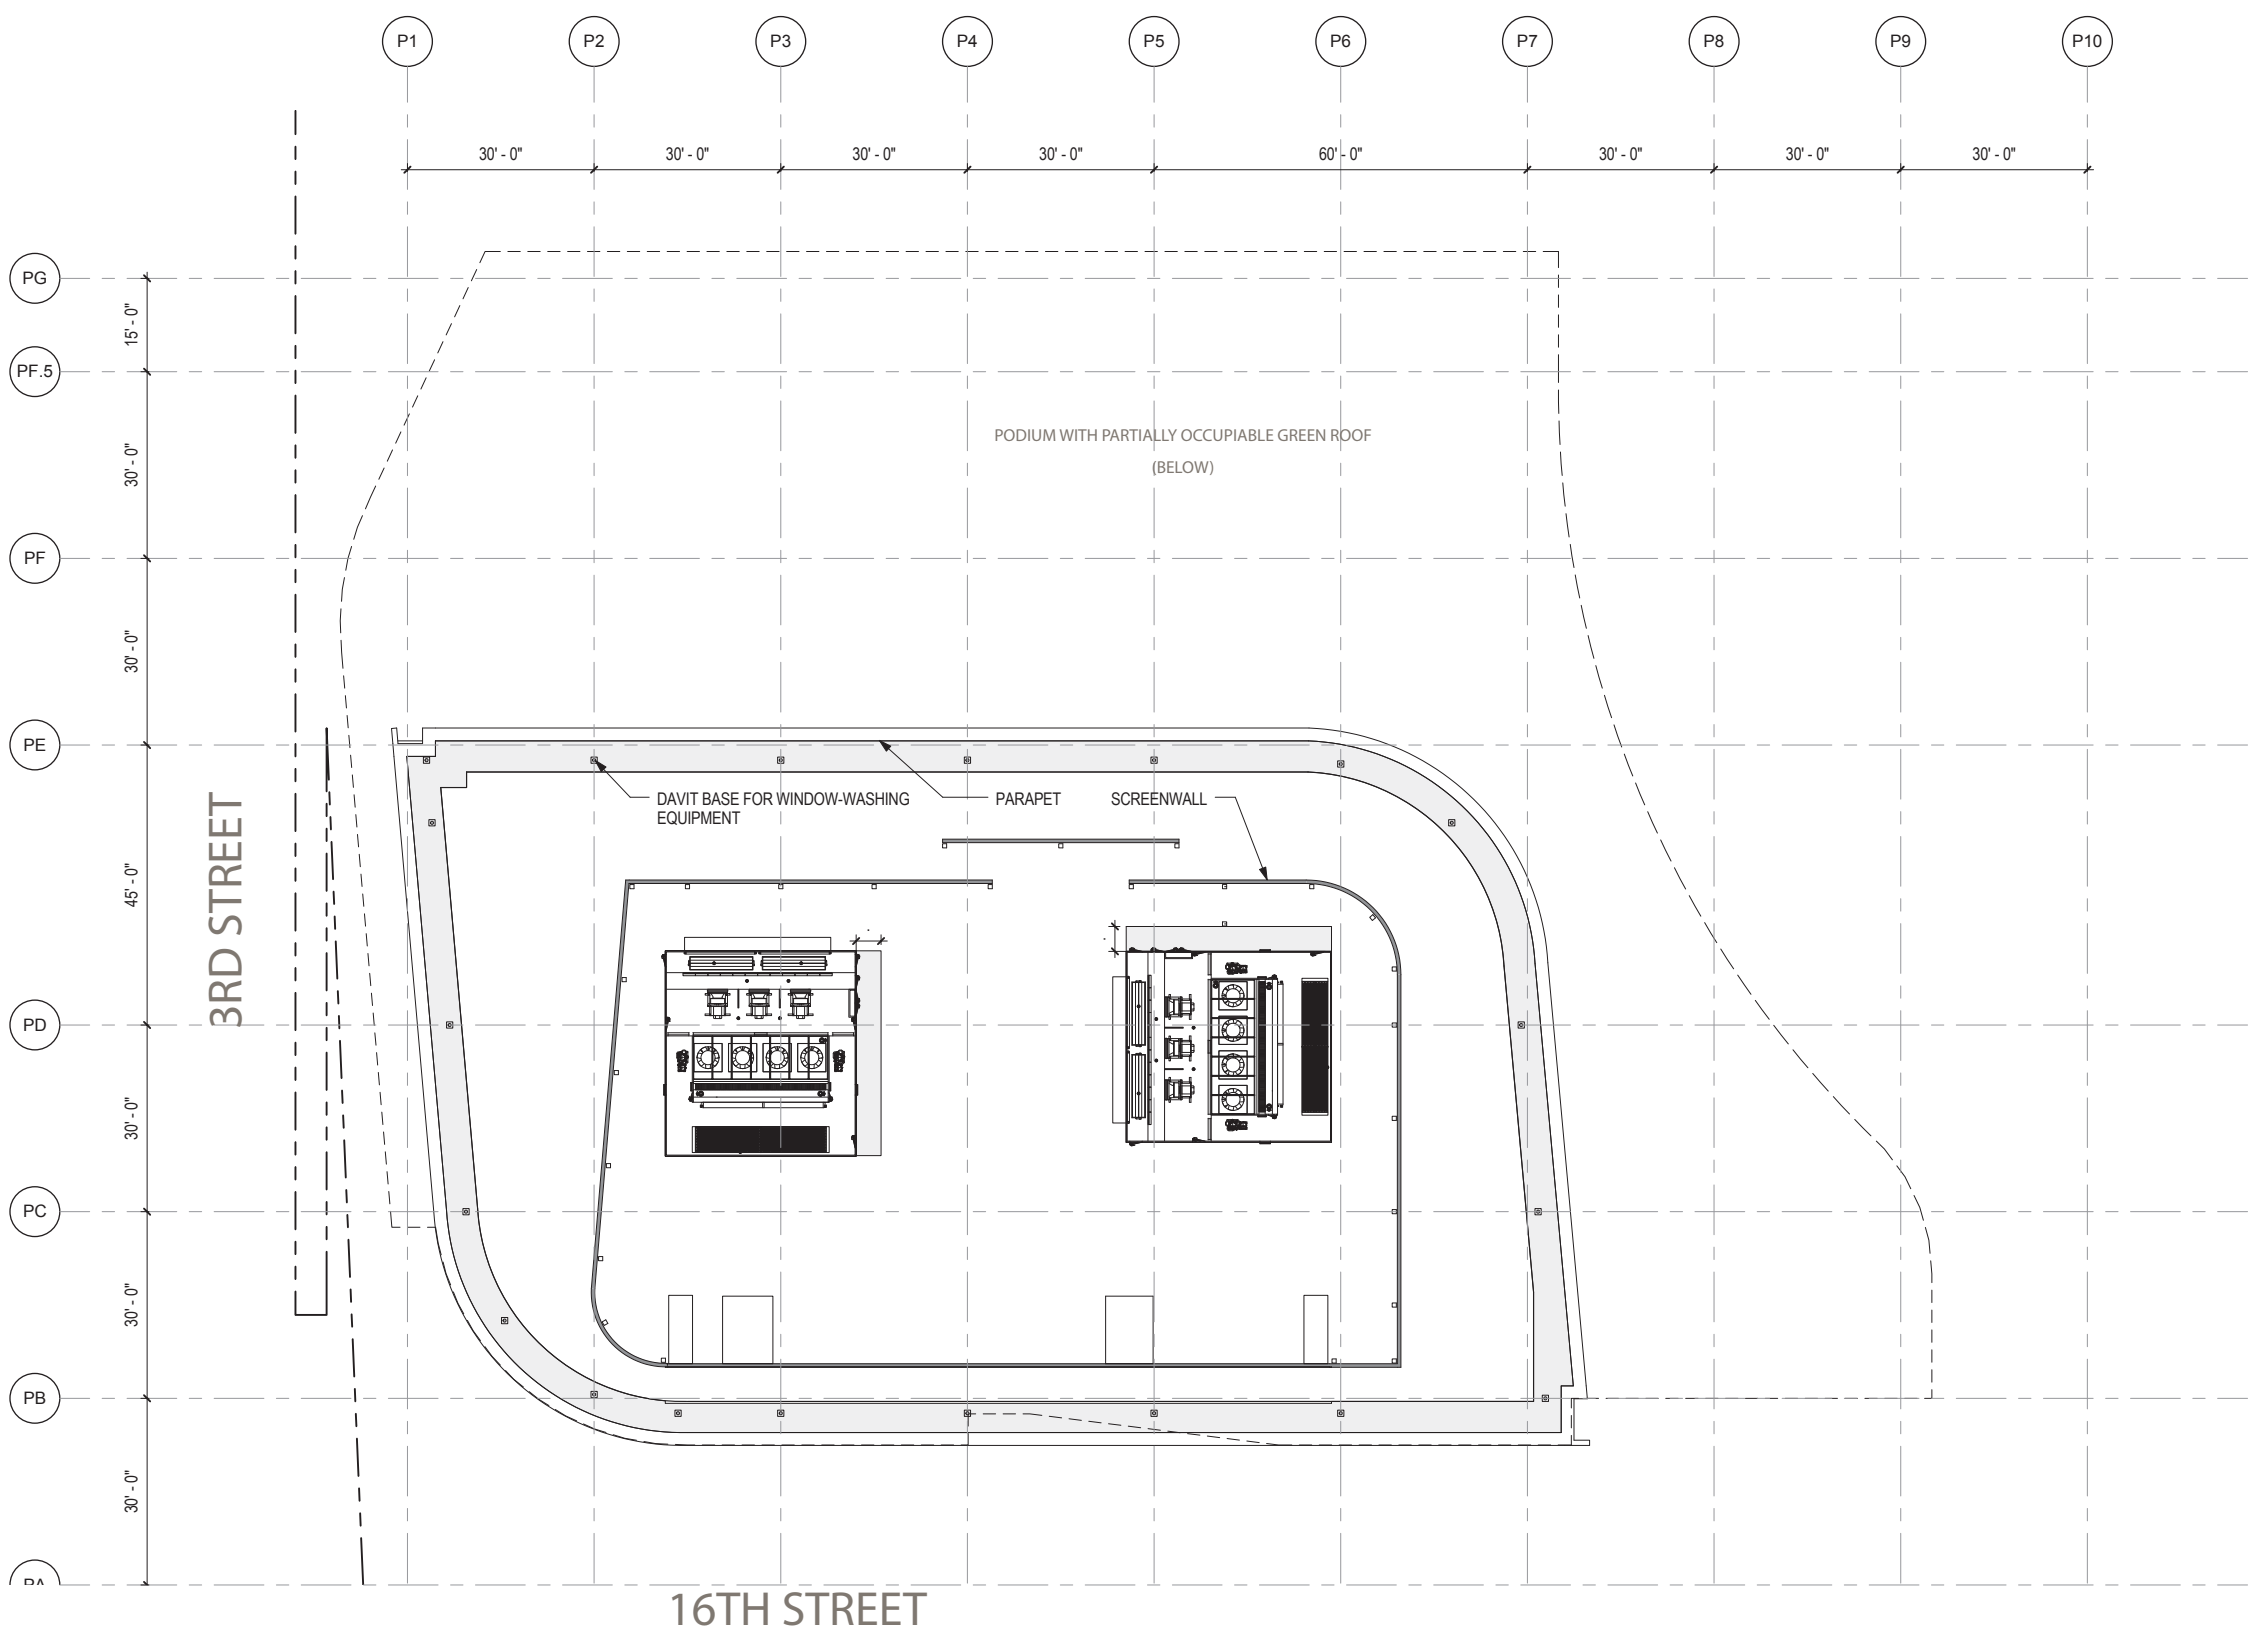 P1
P2
P3
P4
P5
P6
P7
P8
P9
P10
30' - 0"
30' - 0"
30' - 0"
30' - 0"
60' - 0"
30' - 0"
30' - 0"
30' - 0"
PG
15' - 0"
PF.5
PODIUM WITH PARTIALLY OCCUPIABLE GREEN ROOF
(BELOW)
30' - 0"
PF
30' - 0"
PE
DAVIT BASE FOR WINDOW-WASHING
EQUIPMENT
PARAPET
SCREENWALL
3RD STREET
45' - 0"
PD
30' - 0"
PC
30' - 0"
PB
30' - 0"
PA
16TH STREET